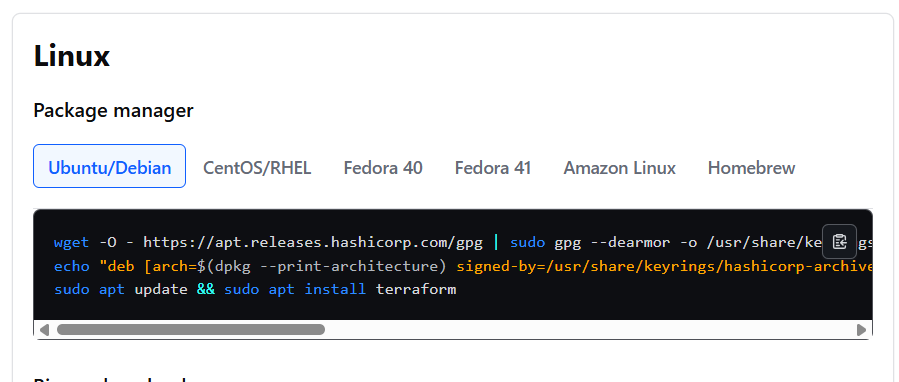 Linux
Package manager
Ubuntu/Debian CentOS/RHEL Fedora 40 Fedora 41 Amazon Linux Homebrew
wget -O - https://apt.releases.hashicorp.com/gpg | sudo gpg --dearmor -o /usr/share/ke
echo "deb [arch=$(dpkg --print-architecture) signed-by=/usr/share/keyrings/hashicorp-archive
sudo apt update && sudo apt install terraform